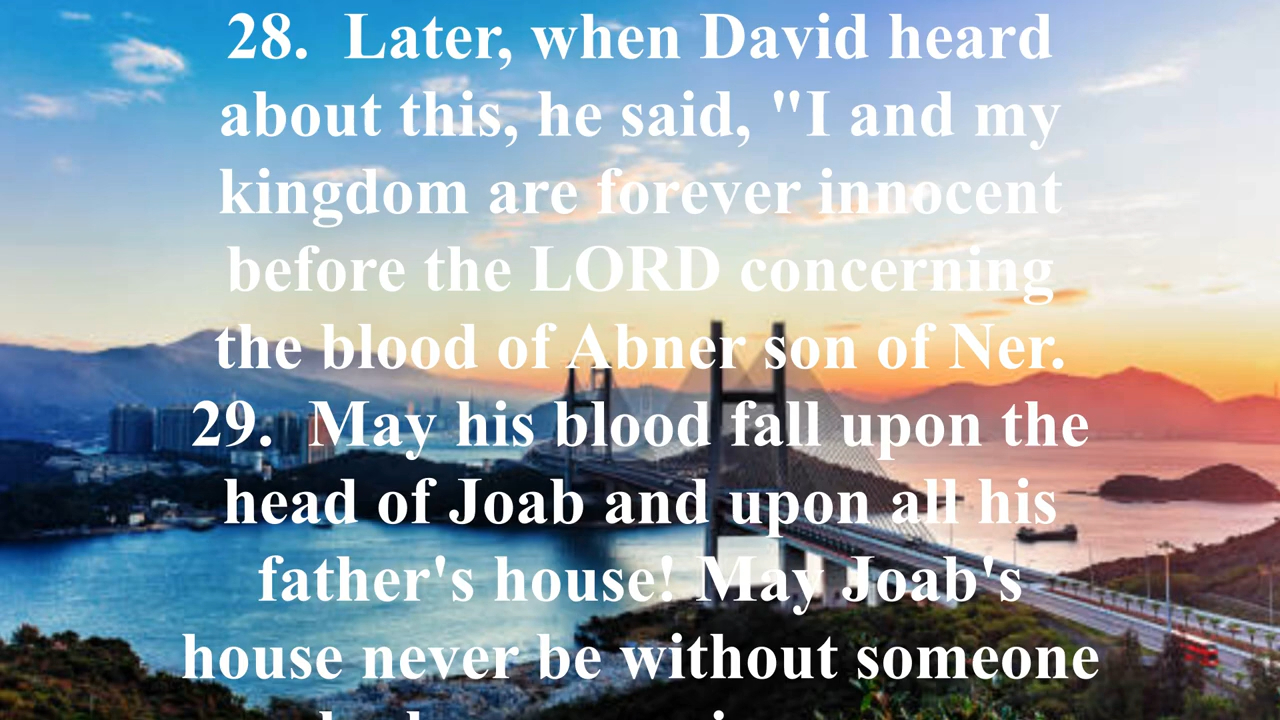 28.  Later, when David heard
about this, he said, "I and my
kingdom are forever innocent
before the LORD concerning
the blood of Abner son of Ner.
29.  May his blood fall upon the
head of Joab and upon all his
father's house! May Joab's
house never be without someone